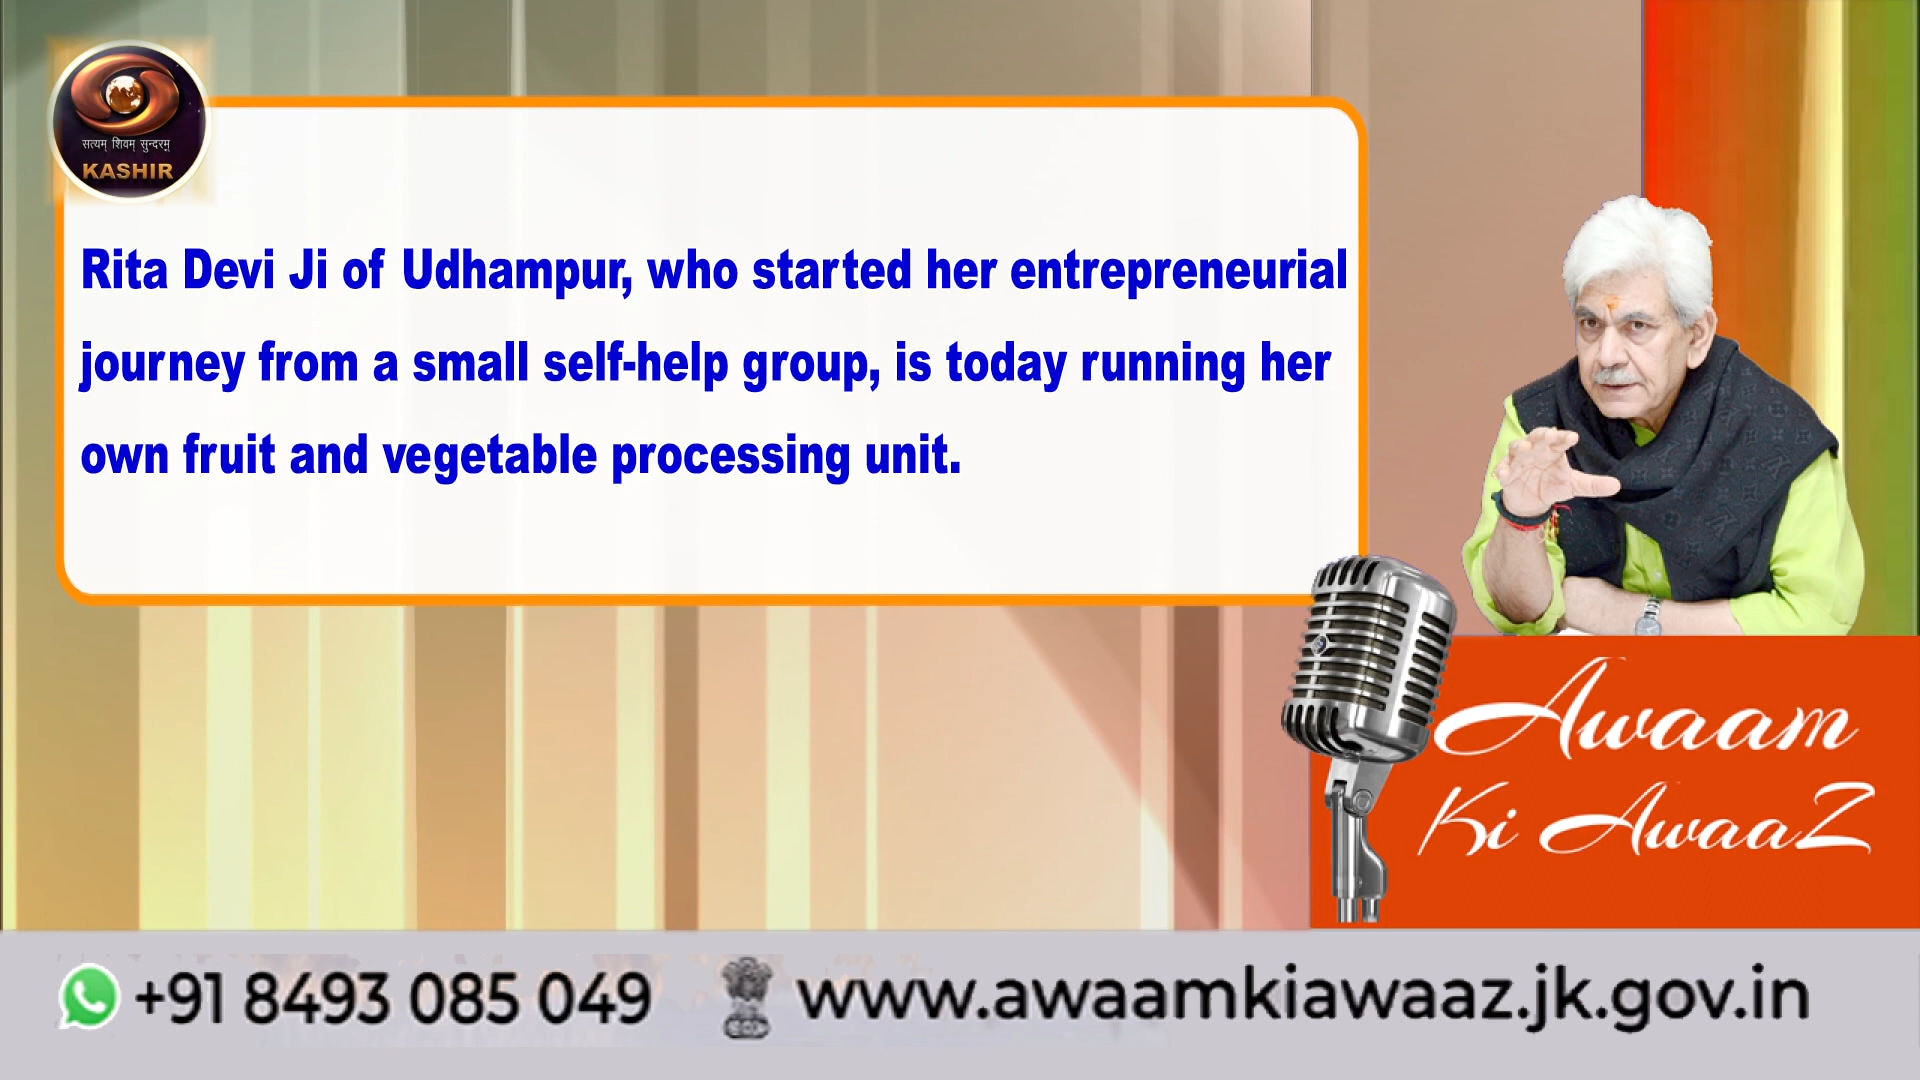 सत्यम् शिवम् सुन्दरम्
KASHIR
Rita Devi Ji of Udhampur, who started her entrepreneurial
journey from a small self-help group, is today running her
own fruit and vegetable processing unit.
Awaam
Ki AwaaZ
+91 8493 085 049
www.awaamkiawaaz.jk.gov.in